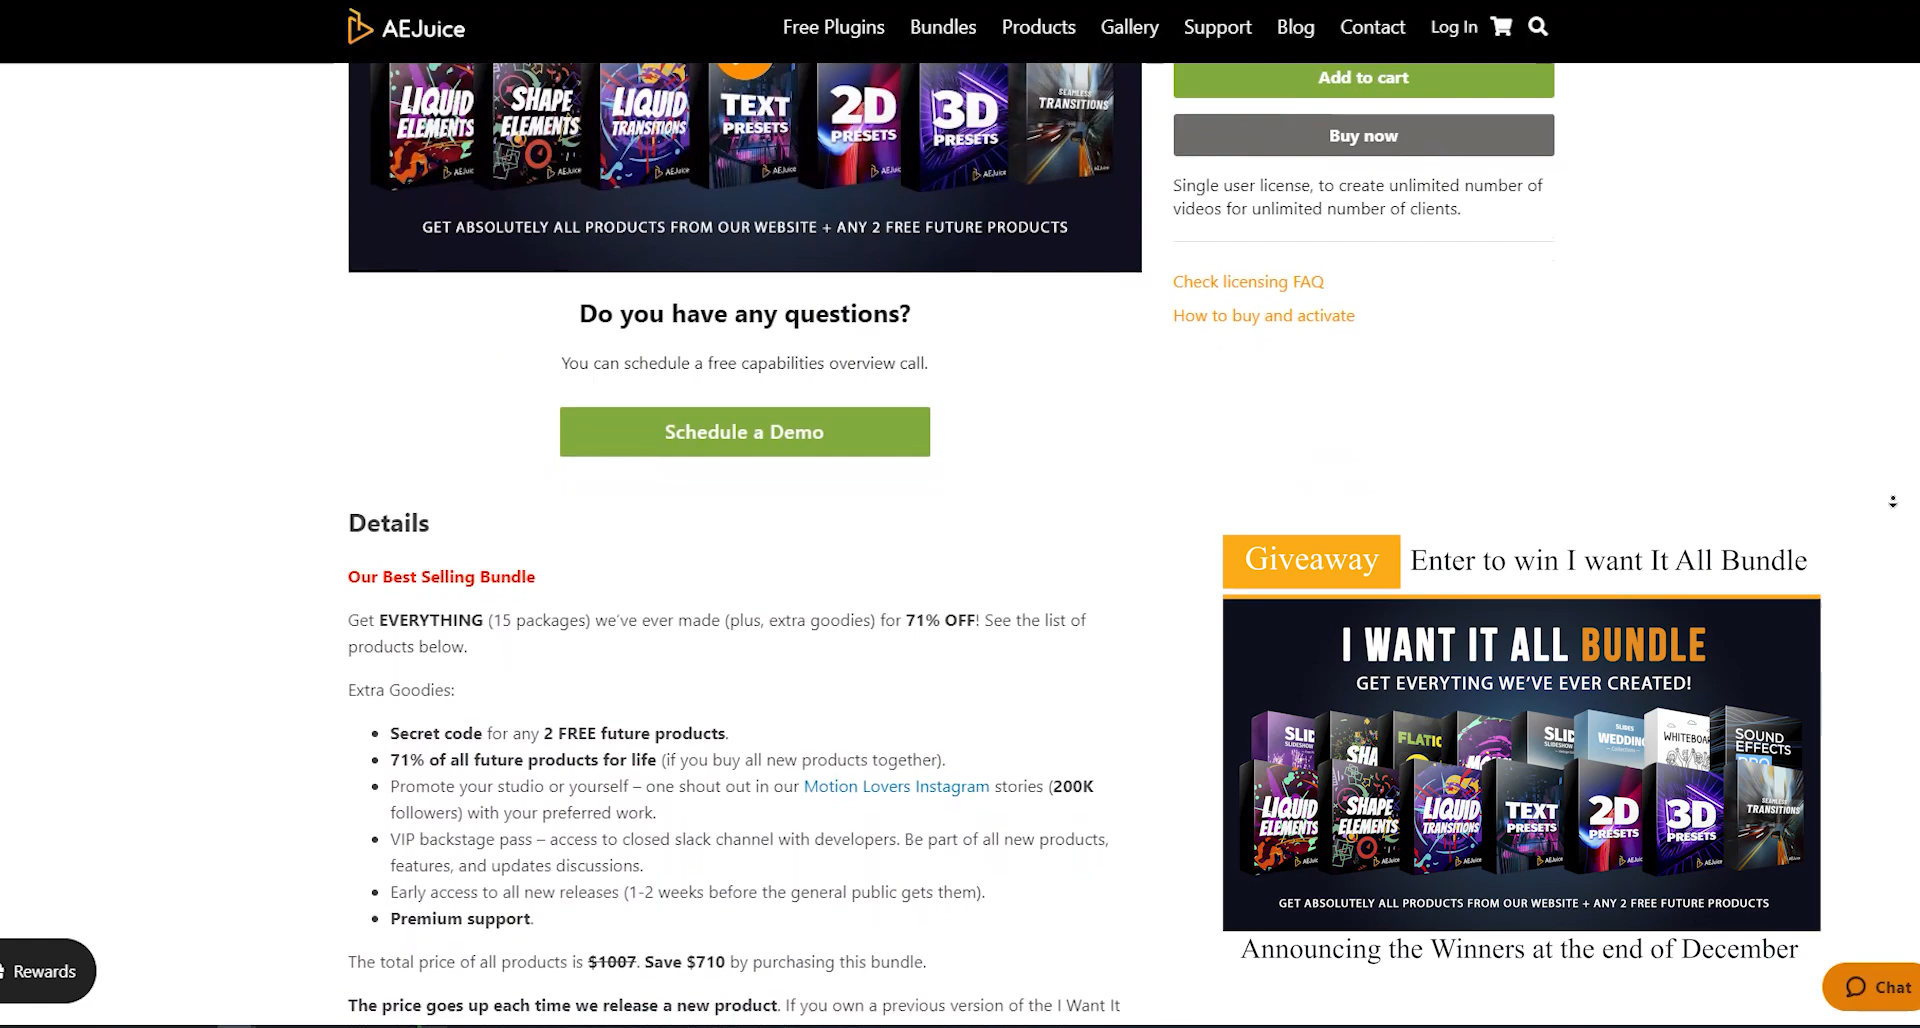 AEJuice
Free Plugins Bundles Products Gallery Support Blog Contact Log In
LIQUID
ELEMENTS
AEJuice
SHAPE
ELEMENTS
AEJuice
LIQUID
TRANSITIONS
AEJuice
TEXT
PRESETS
AEJuice
2D
PRESETS
AEJuice
3D
PRESETS
AEJuice
SEAMLESS
TRANSITIONS
GET ABSOLUTELY ALL PRODUCTS FROM OUR WEBSITE + ANY 2 FREE FUTURE PRODUCTS
Add to cart
Buy now
Single user license, to create unlimited number of
videos for unlimited number of clients.
Check licensing FAQ
How to buy and activate
Do you have any questions?
You can schedule a free capabilities overview call.
Schedule a Demo
Details
Our Best Selling Bundle
Get EVERYTHING (15 packages) we've ever made (plus, extra goodies) for 71% OFF! See the list of
products below.
Extra Goodies:
Secret code for any 2 FREE future products.
71% of all future products for life (if you buy all new products together).
Promote your studio or yourself – one shout out in our Motion Lovers Instagram stories (200K
followers) with your preferred work.
VIP backstage pass – access to closed slack channel with developers. Be part of all new products,
features, and updates discussions.
Early access to all new releases (1-2 weeks before the general public gets them).
Premium support.
The total price of all products is $1007. Save $710 by purchasing this bundle.
The price goes up each time we release a new product. If you own a previous version of the I Want It
Giveaway Enter to win I want It All Bundle
I WANT IT ALL BUNDLE
GET EVERYTING WE'VE EVER CREATED!
SLID
SHA
FLATIC
SLID
SLIDES
WEDDING
WHITEBOAR
SOUND
EFFECTS
PRO
LIQUID
ELEMENTS
SHAPE
ELEMENTS
LIQUID
TRANSITIONS
TEXT
PRESETS
2D
PRESETS
3D
PRESETS
TRANSITIONS
GET ABSOLUTELY ALL PRODUCTS FROM OUR WEBSITE + ANY 2 FREE FUTURE PRODUCTS
Announcing the Winners at the end of December
Rewards
Chat